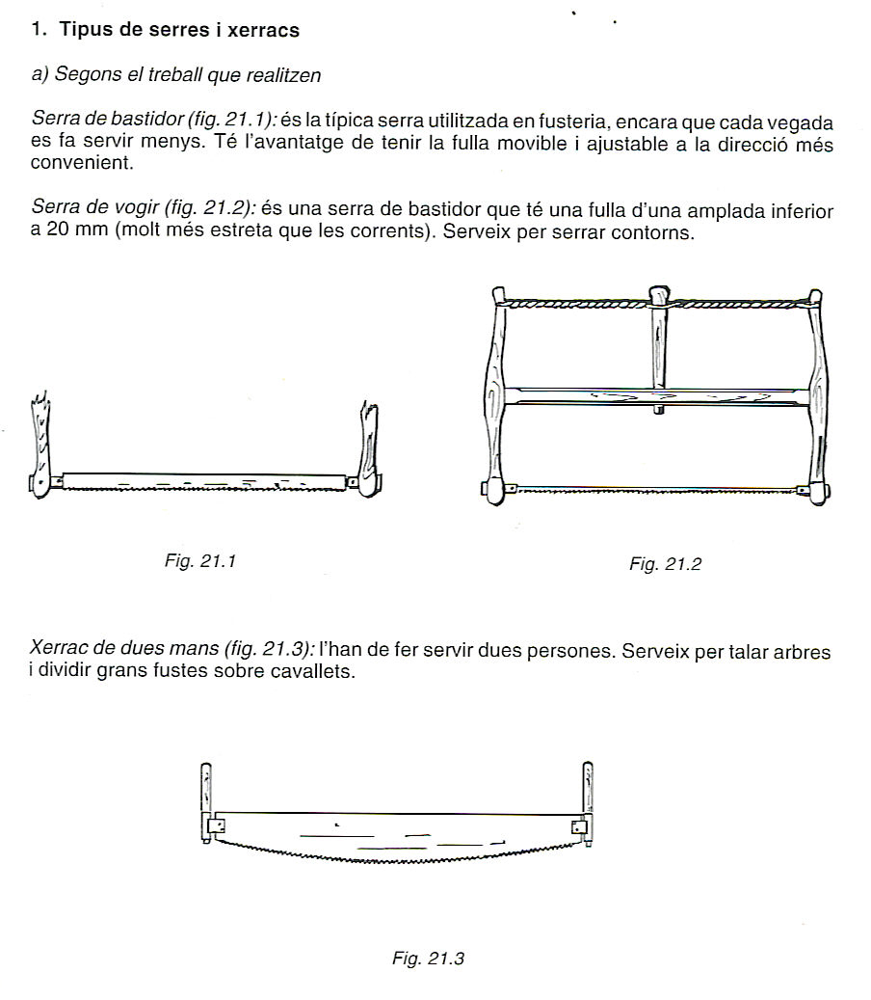 1. Tipus de serres i xerracs
a) Segons el treball que realitzen
Serra de bastidor (fig. 21.1): és la típica serra utilitzada en fusteria, encara que cada vegada
es fa servir menys. Té l'avantatge de tenir la fulla movible i ajustable a la direcció més
convenient.
Serra de vogir (fig. 21.2): és una serra de bastidor que té una fulla d'una amplada inferior
a 20 mm (molt més estreta que les corrents). Serveix per serrar contorns.
Fig. 21.1
Fig. 21.2
Xerrac de dues mans (fig. 21.3): l'han de fer servir dues persones. Serveix per talar arbres
i dividir grans fustes sobre cavallets.
Fig. 21.3